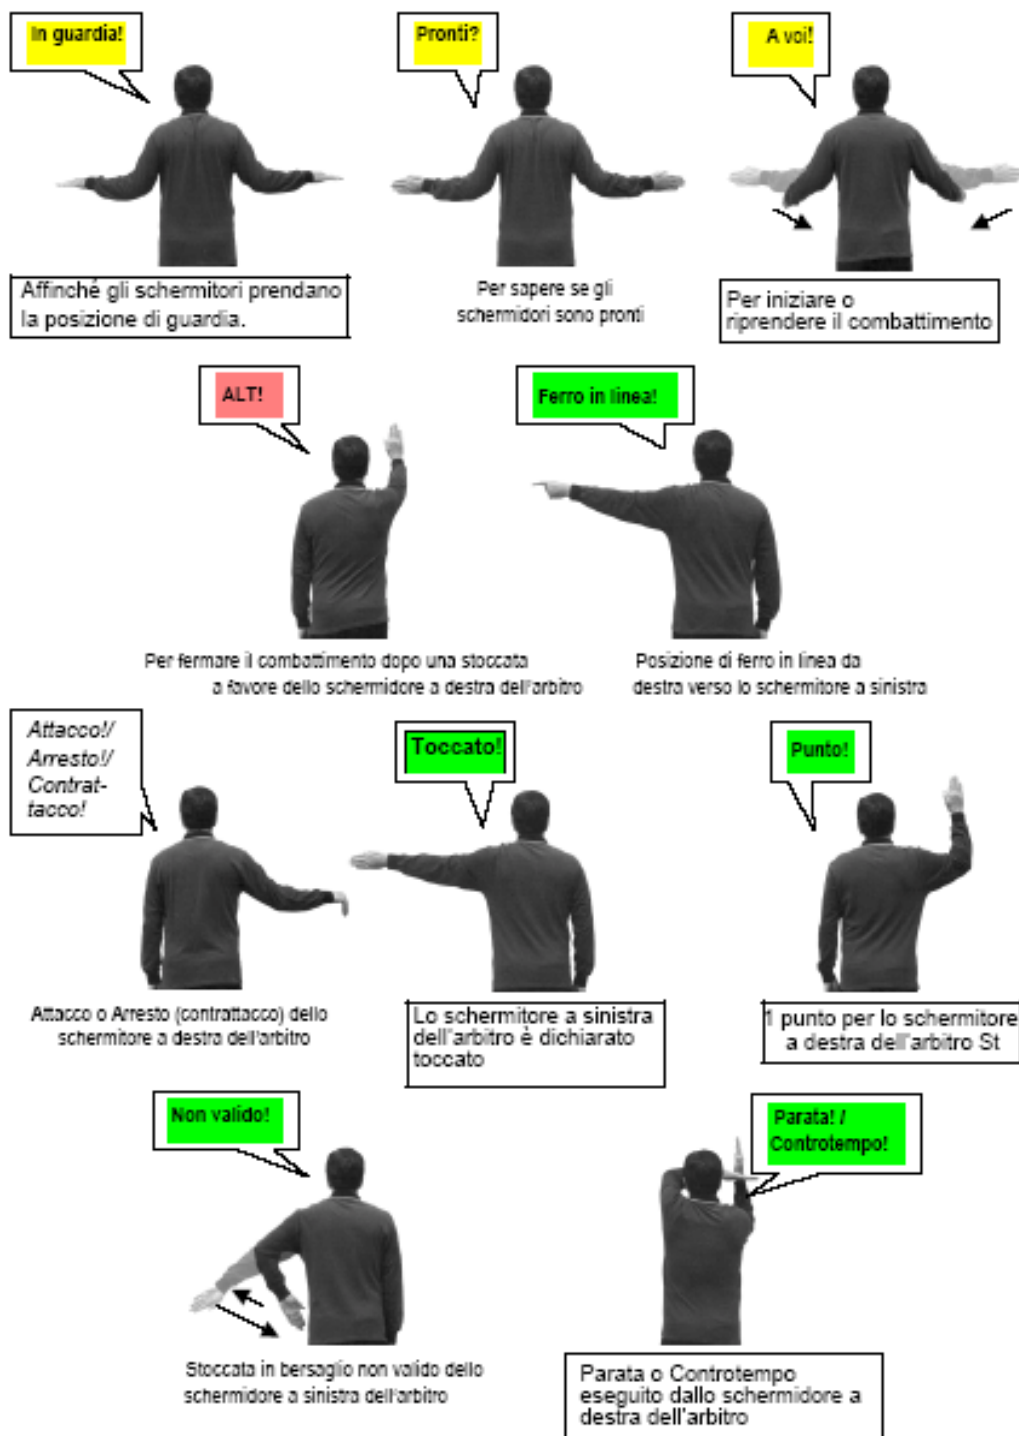 In guardia!
Pronti?
A voi!
Affinché gli schermitori prendano
la posizione di guardia.
Per sapere se gli
schermidori sono pronti
Per iniziare o
riprendere il combattimento
ALT!
Ferro in linea!
Per fermare il combattimento dopo una stoccata
a favore dello schermidore a destra dell'arbitro
Posizione di ferro in linea da
destra verso lo schermitore a sinistra
Attacco!/
Arresto!/
Contrat-
tacco!
Toccato!
Punto!
Attacco o Arresto (contrattacco) dello
schermitore a destra dell'arbitro
Lo schermitore a sinistra
dell'arbitro è dichiarato
toccato
1 punto per lo schermitore
a destra dell'arbitro St
Non valido!
Parata! /
Controtempo!
Stoccata in bersaglio non valido dello
schermidore a sinistra dell'arbitro
Parata o Controtempo
eseguito dallo schermidore a
destra dell'arbitro